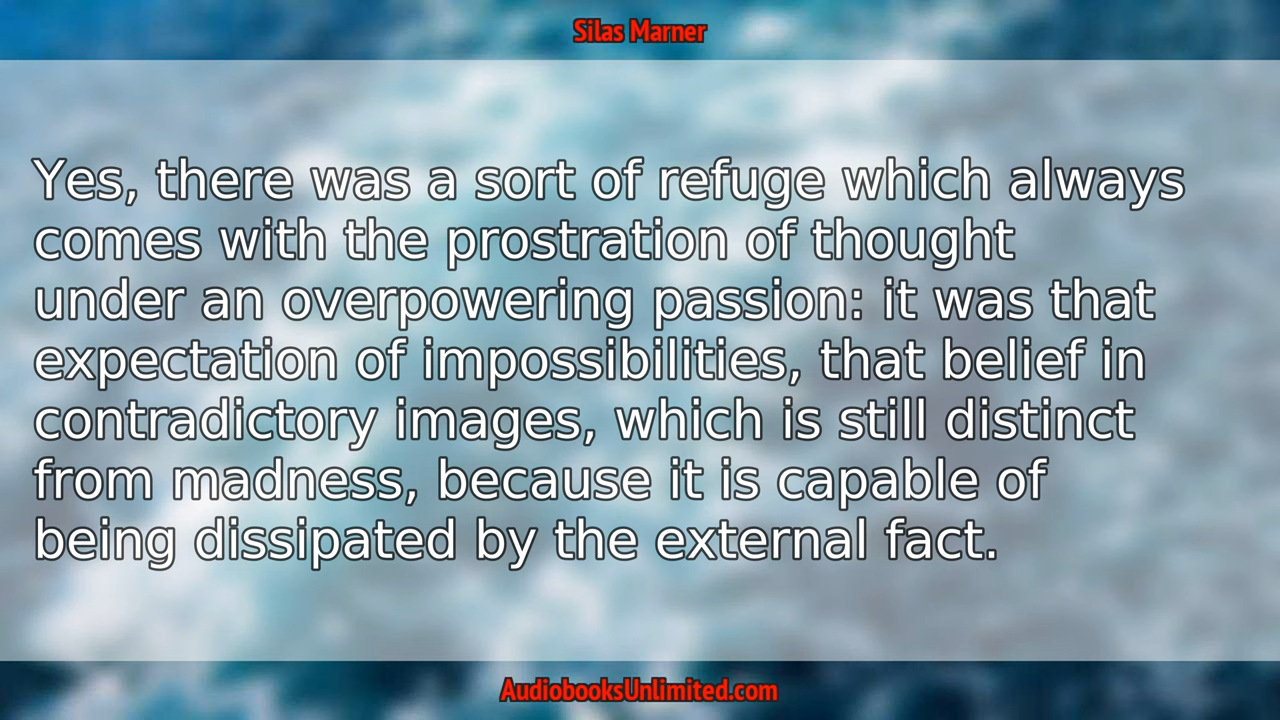 Silas Marner
Yes, there was a sort of refuge which always
comes with the prostration of thought
under an overpowering passion: it was that
expectation of impossibilities, that belief in
contradictory images, which is still distinct
from madness, because it is capable of
being dissipated by the external fact.
AudiobooksUnlimited.com